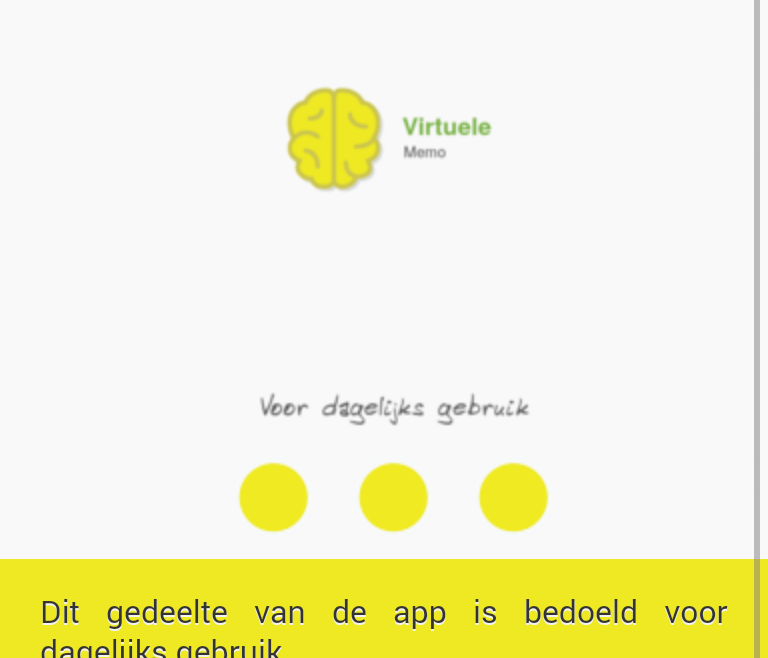 Virtuele
Memo
Voor dagelijks gebruik
Dit gedeelte van de app is bedoeld voor
dagelijks gebruik